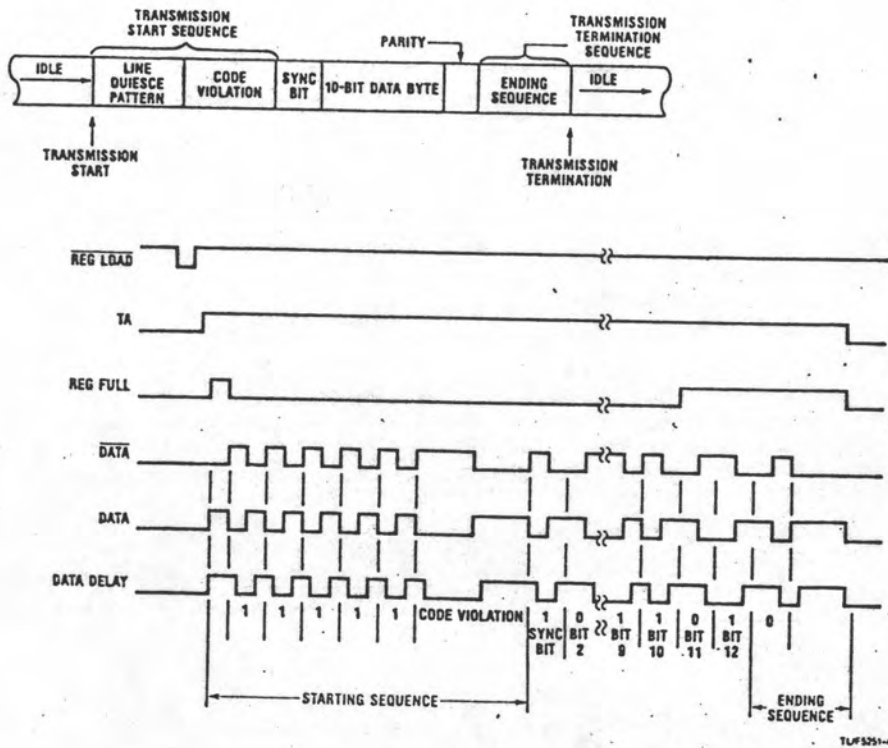 TRANSMISSION
START SEQUENCE
PARITY
TRANSMISSION
TERMINATION
SEQUENCE
IDLE
LINE
QUIESCE
PATTERN
CODE
VIOLATION
SYNC
BIT
10-BIT DATA BYTE
ENDING
SEQUENCE
IDLE
TRANSMISSION
START
TRANSMISSION
TERMINATION
REG LOAD
TA
REG FULL
DATA
DATA
DATA DELAY
1 1 1 1 1 CODE VIOLATION 1 0 1 1 0 1 0
SYNC BIT BIT BIT BIT BIT
BIT 2 9 10 11 12
STARTING SEQUENCE
ENDING
SEQUENCE